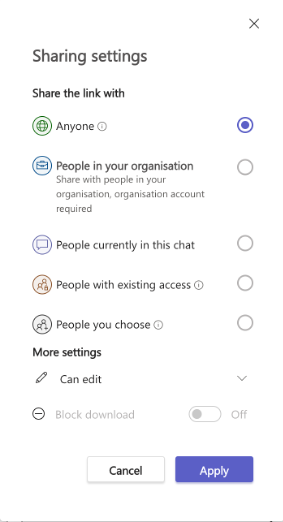 Sharing settings
Share the link with
Anyone
People in your organisation
Share with people in your
organisation, organisation account
required
People currently in this chat
People with existing access
People you choose
More settings
Can edit
Block download Off
Cancel Apply